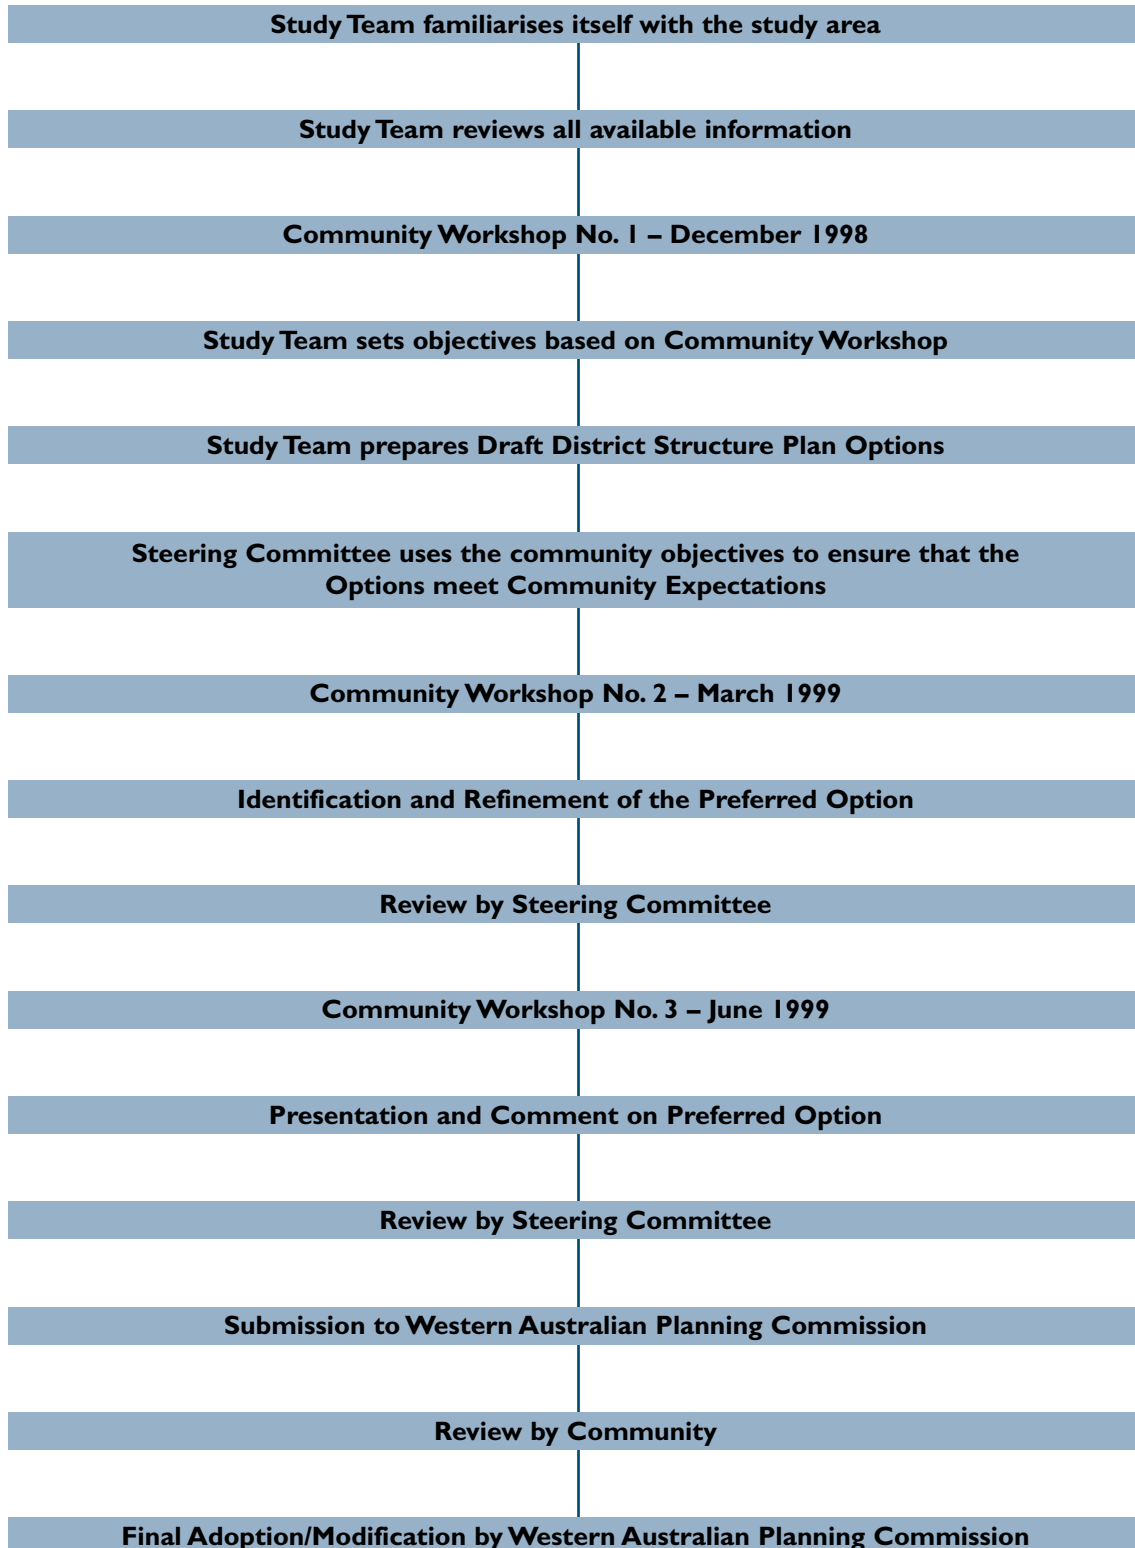 Study Team familiarises itself with the study area
Study Team reviews all available information
Community Workshop No. 1 – December 1998
Study Team sets objectives based on Community Workshop
Study Team prepares Draft District Structure Plan Options
Steering Committee uses the community objectives to ensure that the
Options meet Community Expectations
Community Workshop No. 2 – March 1999
Identification and Refinement of the Preferred Option
Review by Steering Committee
Community Workshop No. 3 – June 1999
Presentation and Comment on Preferred Option
Review by Steering Committee
Submission to Western Australian Planning Commission
Review by Community
Final Adoption/Modification by Western Australian Planning Commission